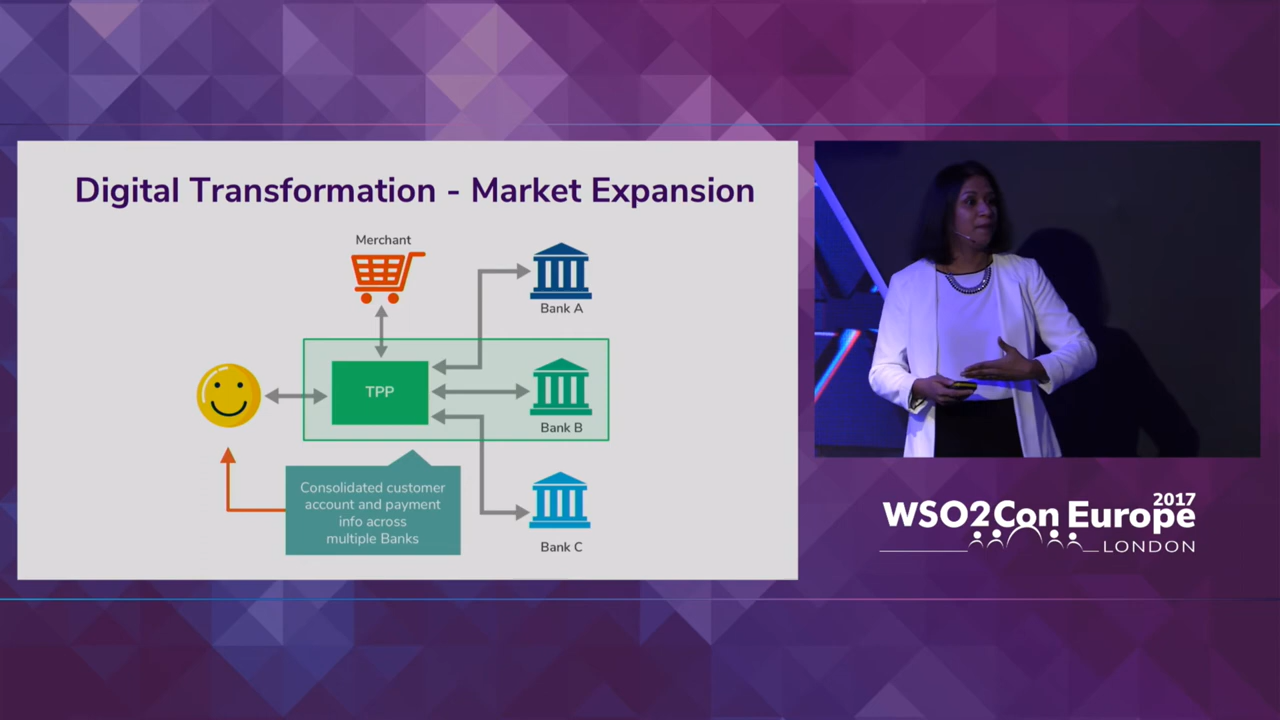 Digital Transformation - Market Expansion
Merchant
Bank A
TPP
Bank B
Consolidated customer
account and payment
info across
multiple Banks
Bank C
2017
WSO2Con Europe
LONDON